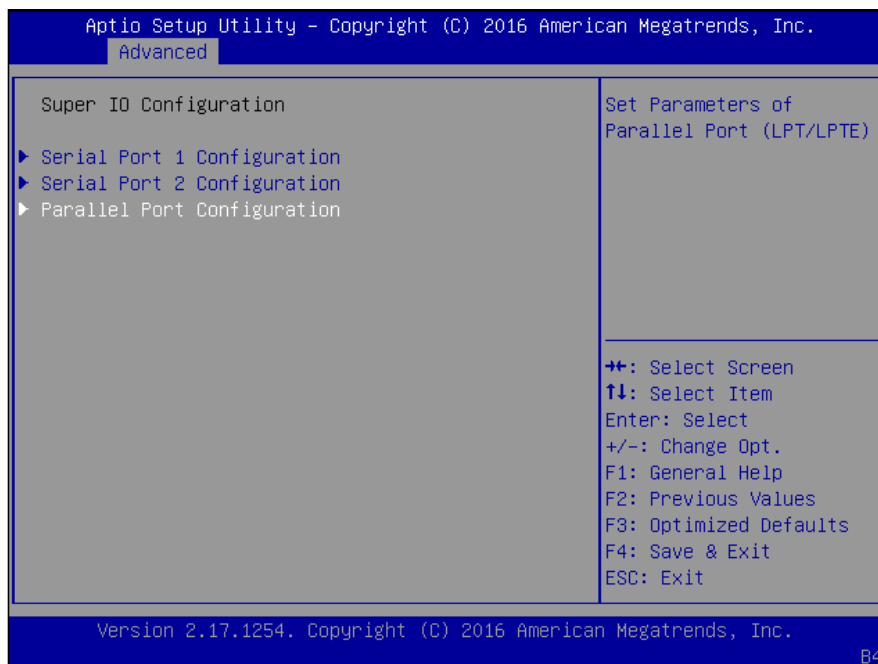 Aptio Setup Utility – Copyright (C) 2016 American Megatrends, Inc.
Advanced
Super IO Configuration
Serial Port 1 Configuration
Serial Port 2 Configuration
Parallel Port Configuration
Set Parameters of
Parallel Port (LPT/LPTE)
→←: Select Screen
↑↓: Select Item
Enter: Select
+/-: Change Opt.
F1: General Help
F2: Previous Values
F3: Optimized Defaults
F4: Save & Exit
ESC: Exit
Version 2.17.1254. Copyright (C) 2016 American Megatrends, Inc.
B4